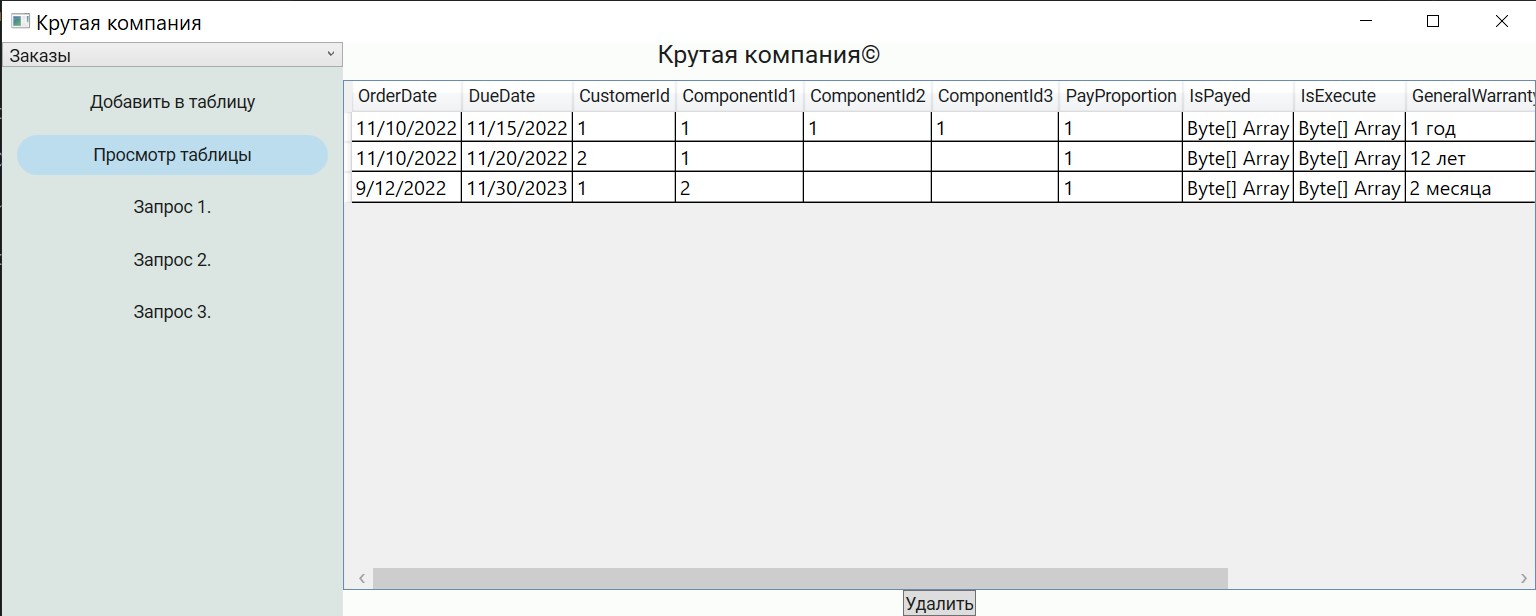 Крутая компания
Заказы
Крутая компания©
Добавить в таблицу
Просмотр таблицы
Запрос 1.
Запрос 2.
Запрос 3.
OrderDate DueDate CustomerId ComponentId1 ComponentId2 ComponentId3 PayProportion IsPayed IsExecute GeneralWarranty
11/10/2022 11/15/2022 1 1 1 1 1 Byte[] Array Byte[] Array 1 год
11/10/2022 11/20/2022 2 1 1 Byte[] Array Byte[] Array 12 лет
9/12/2022 11/30/2023 1 2 1 Byte[] Array Byte[] Array 2 месяца
Удалить